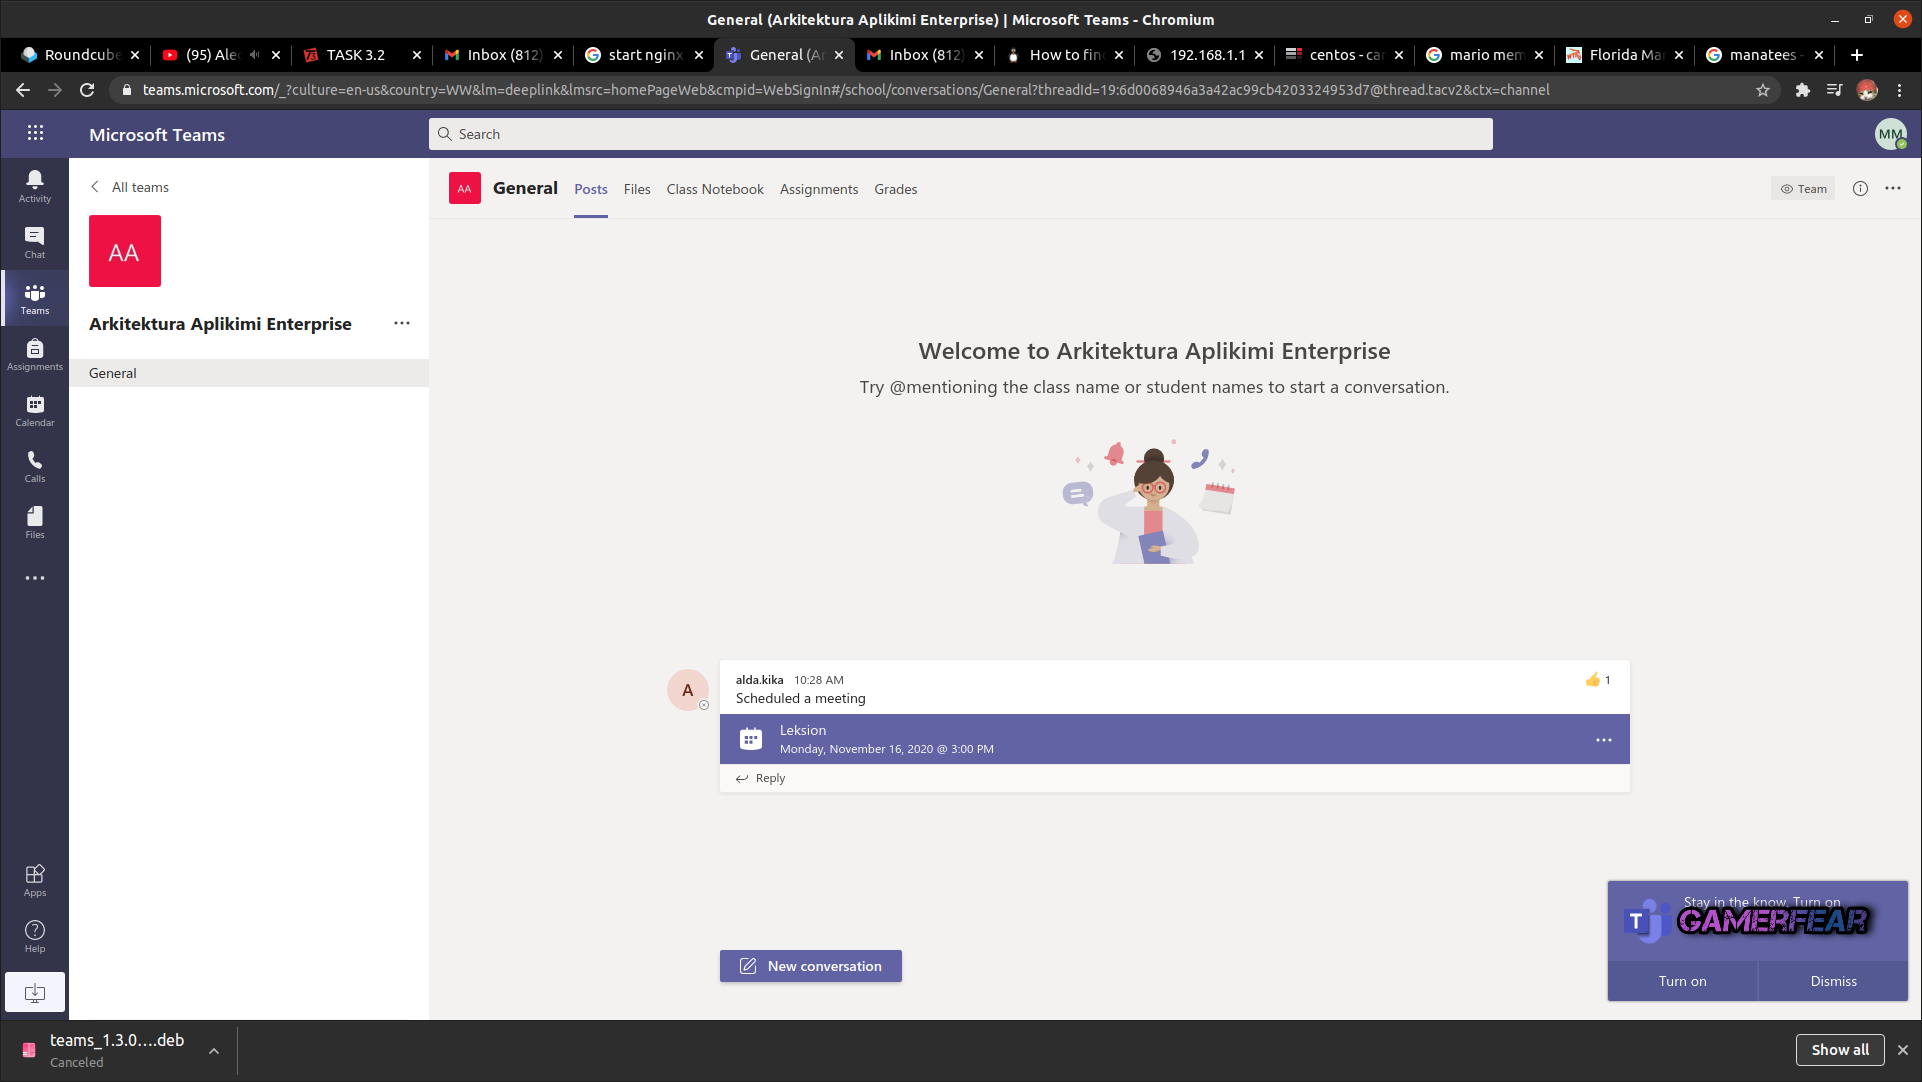 General (Arkitektura Aplikimi Enterprise) | Microsoft Teams - Chromium
Roundcube
(95) Alec
TASK 3.2
Inbox (812)
start nginx
General (Ar
Inbox (812)
How to find
192.168.1.1
centos - ca
mario mem
Florida Ma
manatees -
teams.microsoft.com/_?culture=en-us&country=WW&lm=deeplink&lmsrc=homePageWeb&cmpid=WebSignIn#/school/conversations/General?threadId=19:6d0068946a3a42ac99cb4203324953d7@thread.tacv2&ctx=channel
Microsoft Teams
Search
MM
Activity
Chat
Teams
Assignments
Calendar
Calls
Files
Apps
Help
All teams
AA
Arkitektura Aplikimi Enterprise
General
AA
General
Posts
Files
Class Notebook
Assignments
Grades
Team
Welcome to Arkitektura Aplikimi Enterprise
Try @mentioning the class name or student names to start a conversation.
A
alda.kika 10:28 AM
1
Scheduled a meeting
Leksion
Monday, November 16, 2020 @ 3:00 PM
Reply
New conversation
Stay in the know. Turn on
T
GAMERFEAR
Turn on
Dismiss
teams_1.3.0....deb
Canceled
Show all